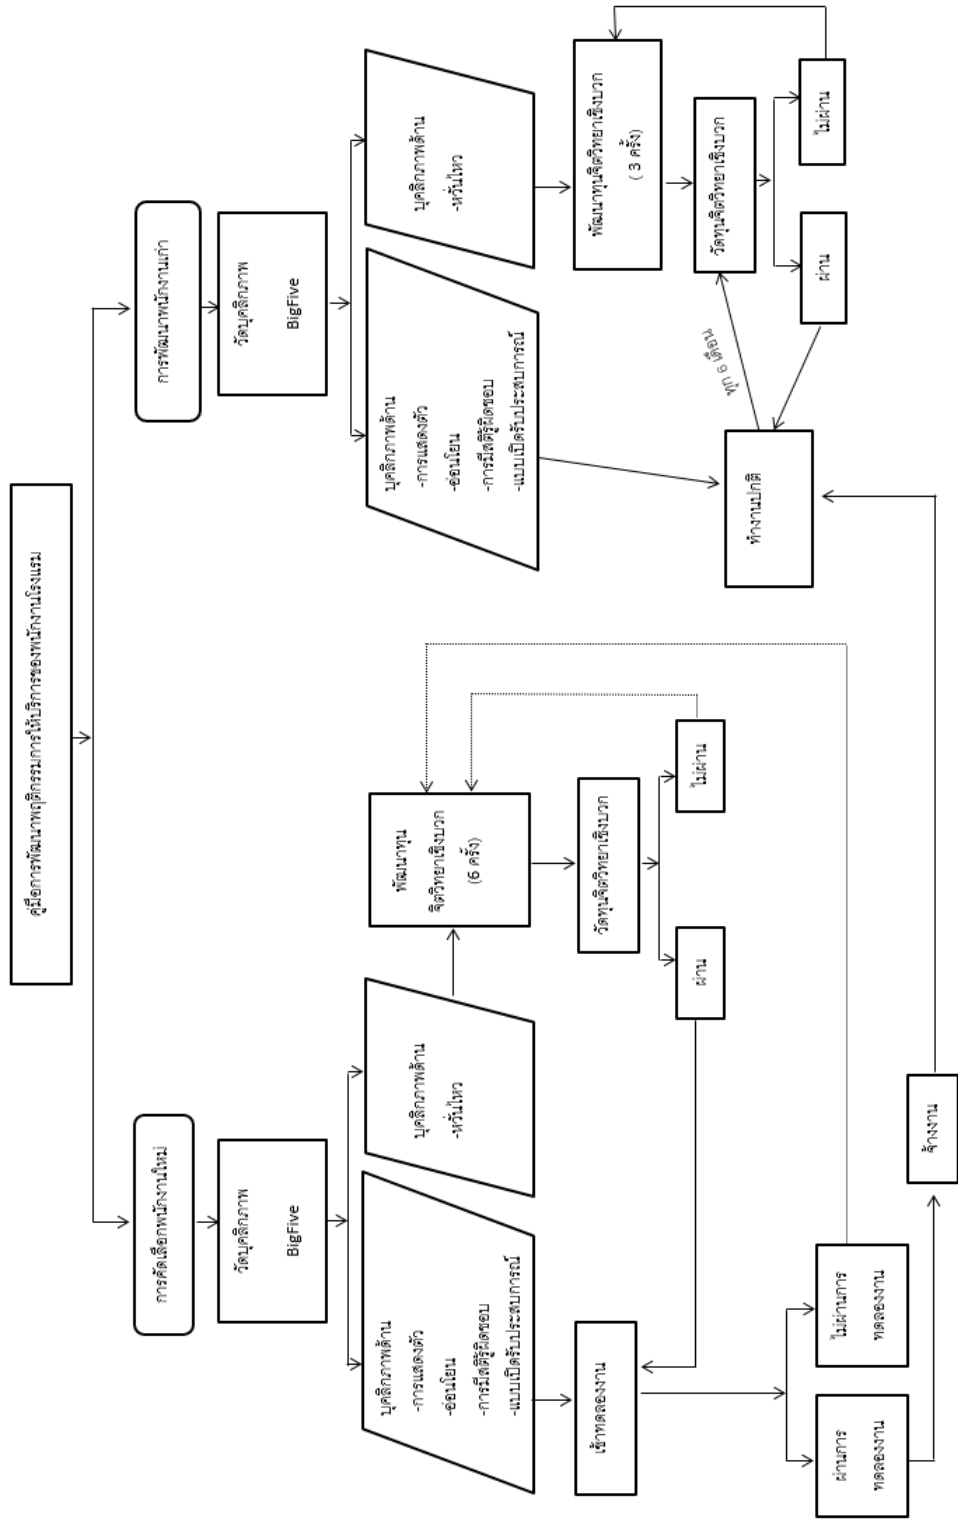 คู่มือการพัฒนาพฤติกรรมการให้บริการของพนักงานโรงแรม
การคัดเลือกพนักงานใหม่
วัดบุคลิกภาพ
BigFive
บุคลิกภาพด้าน
-การแสดงตัว
-อ่อนโยน
-การมีสติรู้ผิดชอบ
-แบบเปิดรับประสบการณ์
บุคลิกภาพด้าน
-หวั่นไหว
พัฒนาทุน
จิตวิทยาเชิงบวก
(6 ครั้ง)
วัดทุนจิตวิทยาเชิงบวก
ผ่าน
ไม่ผ่าน
เข้าทดลองงาน
ผ่านการ
ทดลองงาน
ไม่ผ่านการ
ทดลองงาน
จ้างงาน
การพัฒนาพนักงานเก่า
วัดบุคลิกภาพ
BigFive
บุคลิกภาพด้าน
-การแสดงตัว
-อ่อนโยน
-การมีสติรู้ผิดชอบ
-แบบเปิดรับประสบการณ์
บุคลิกภาพด้าน
-หวั่นไหว
พัฒนาทุนจิตวิทยาเชิงบวก
( 3 ครั้ง)
วัดทุนจิตวิทยาเชิงบวก
ทุก 6 เดือน
ผ่าน
ไม่ผ่าน
ทำงานปกติ